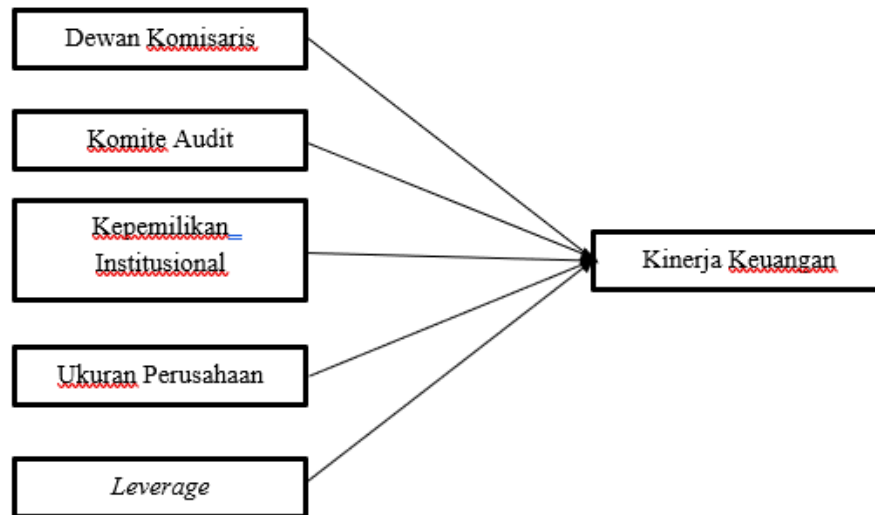 Dewan Komisaris
Komite Audit
Kepemilikan
Institusional
Kinerja Keuangan
Ukuran Perusahaan
Leverage